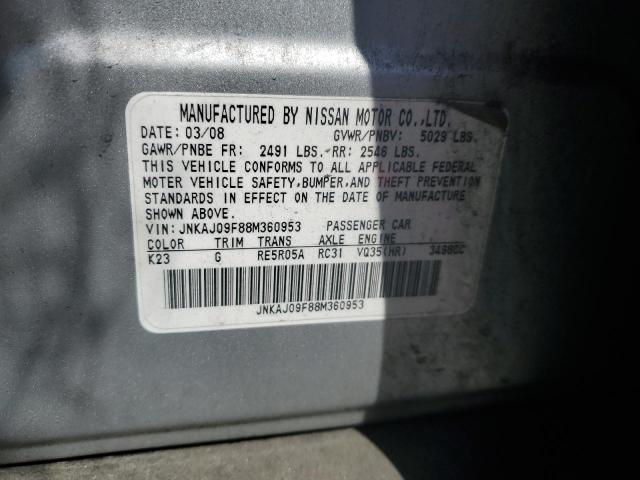 MANUFACTURED BY NISSAN MOTOR CO.,LTD.
DATE: 03/08 GVWR/PNBV: 5029 LBS.
GAWR/PNBE FR: 2491 LBS. RR: 2546 LBS.
THIS VEHICLE CONFORMS TO ALL APPLICABLE FEDERAL
MOTOR VEHICLE SAFETY,BUMPER,AND THEFT PREVENTION
STANDARDS IN EFFECT ON THE DATE OF MANUFACTURE
SHOWN ABOVE.
VIN: JNKAJ09F88M360953 PASSENGER CAR
COLOR TRIM TRANS AXLE ENGINE
K23 G RE5R05A RC31 VQ35(HR) 3498CC
JNKAJ09F88M360953